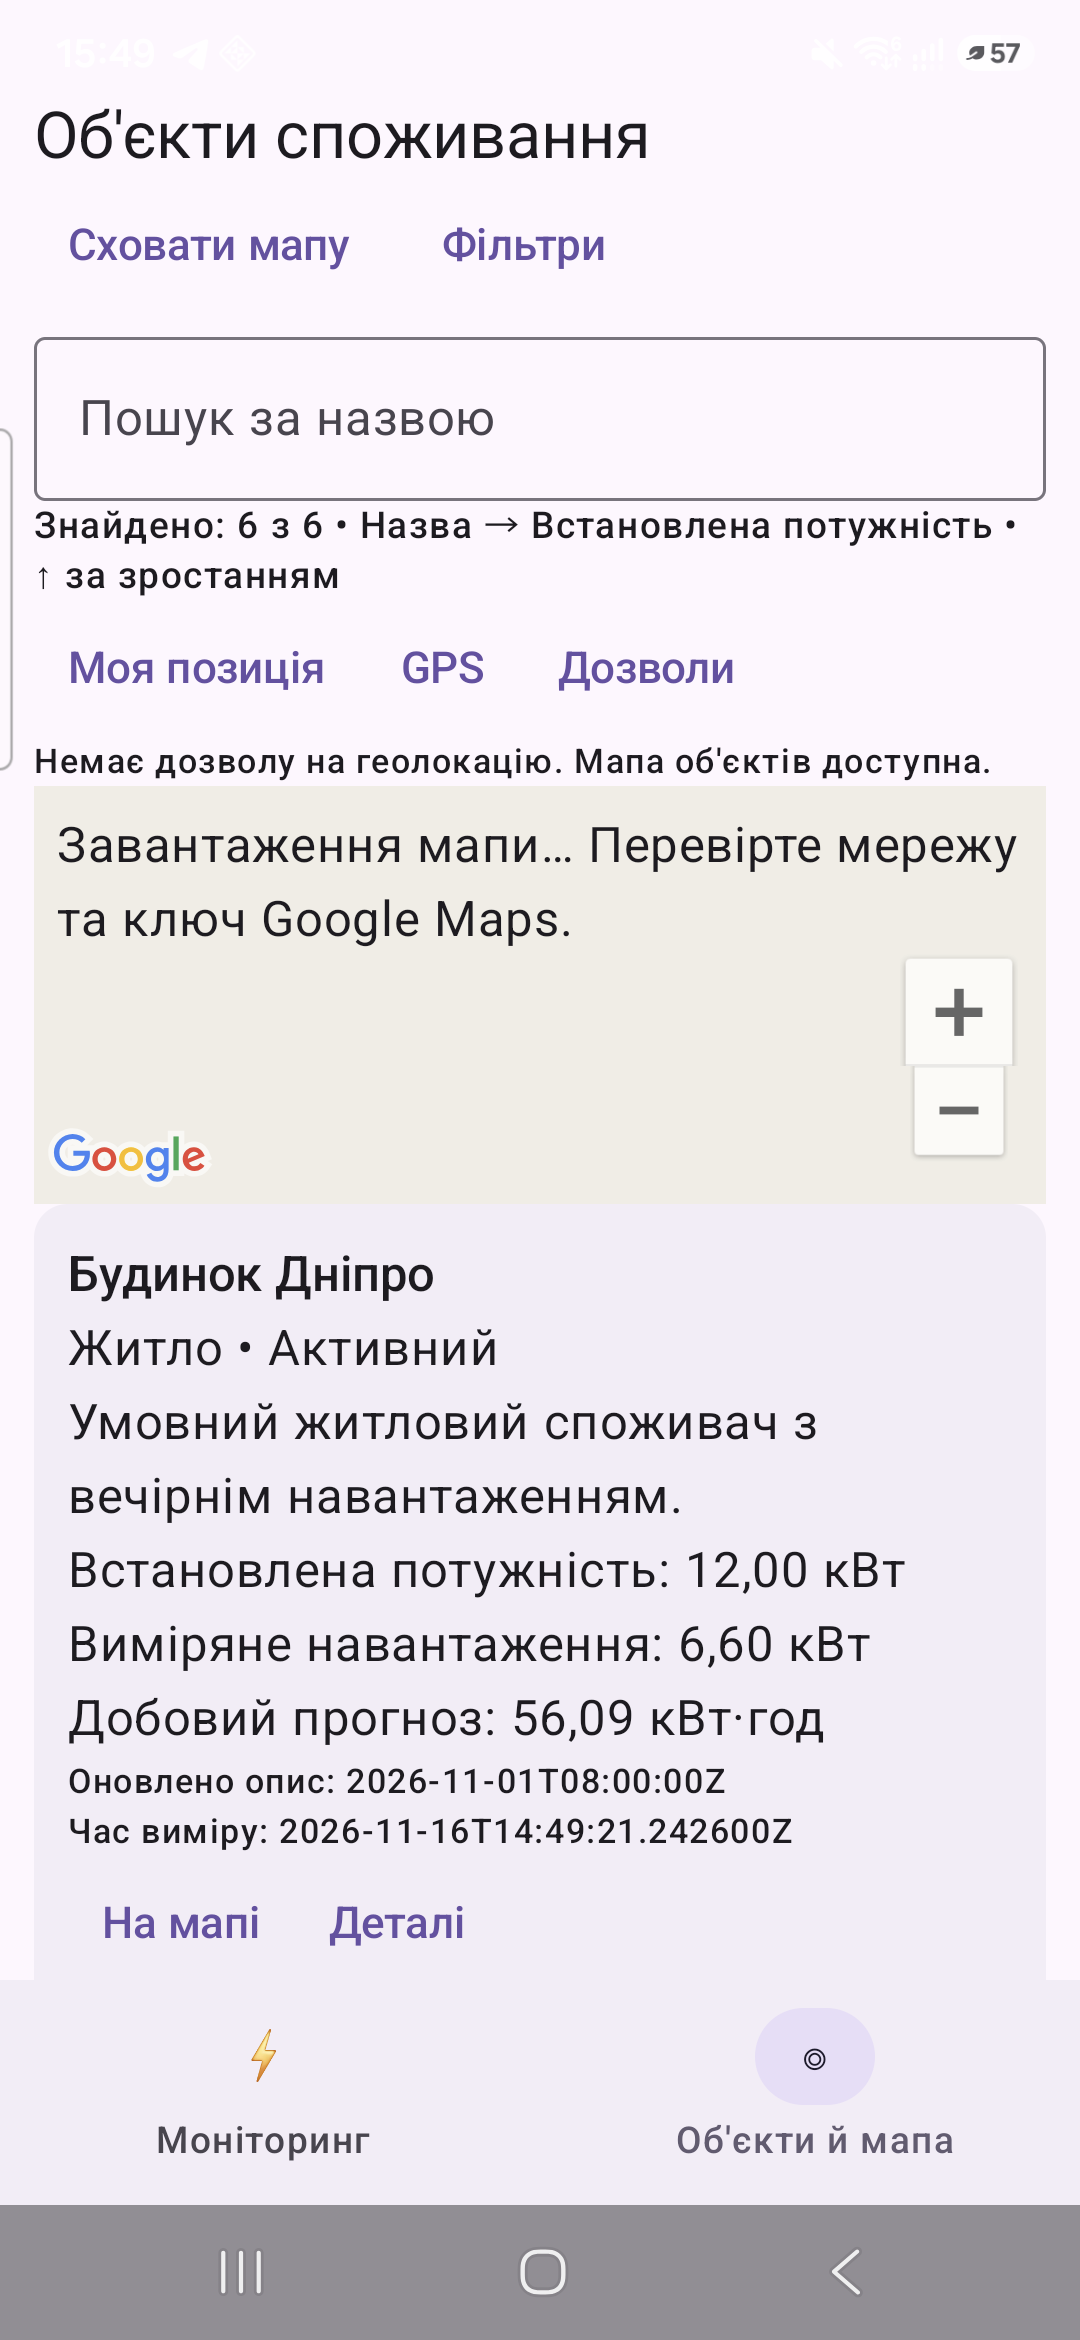 15:49
57
Об'єкти споживання
Сховати мапу Фільтри
Пошук за назвою
Знайдено: 6 з 6 • Назва → Встановлена потужність •
↑ за зростанням
Моя позиція GPS Дозволи
Немає дозволу на геолокацію. Мапа об'єктів доступна.
Завантаження мапи... Перевірте мережу
та ключ Google Maps.
+
−
Google
Будинок Дніпро
Житло • Активний
Умовний житловий споживач з
вечірнім навантаженням.
Встановлена потужність: 12,00 кВт
Виміряне навантаження: 6,60 кВт
Добовий прогноз: 56,09 кВт·год
Оновлено опис: 2026-11-01T08:00:00Z
Час виміру: 2026-11-16T14:49:21.242600Z
На мапі Деталі
Моніторинг Об'єкти й мапа